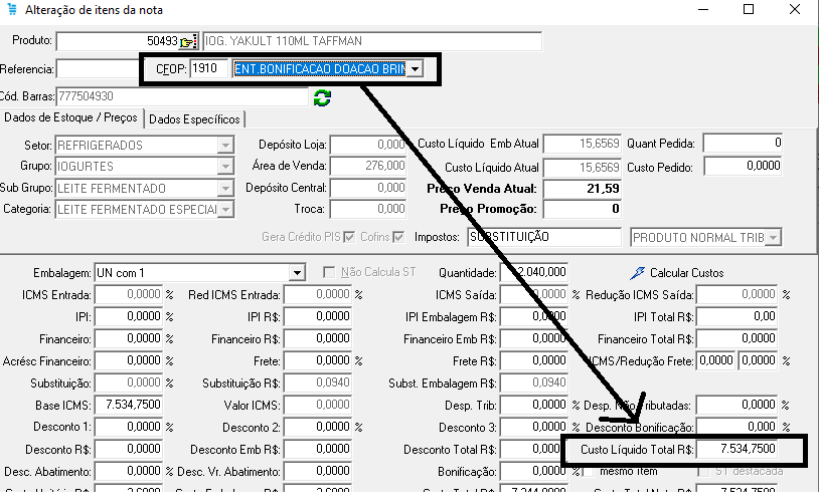 Alteração de itens da nota
Produto: 50493 IOG. YAKULT 110ML TAFFMAN
Referencia: CFOP: 1910 ENT.BONIFICACAO DOACAO BRIN
Cód. Barras: 777504930
Dados de Estoque / Preços Dados Específicos
Setor: REFRIGERADOS Depósito Loja: 0,000 Custo Líquido Emb Atual 15,6569 Quant Pedida: 0
Grupo: IOGURTES Área de Venda: 276,000 Custo Líquido Atual 15,6569 Custo Pedido: 0,0000
Sub Grupo: LEITE FERMENTADO Depósito Central: 0,000 Preço Venda Atual: 21,59
Categoria: LEITE FERMENTADO ESPECIAL Troca: 0,000 Preço Promoção: 0
Gera Crédito PIS Cofins Impostos: SUBSTITUIÇÃO PRODUTO NORMAL TRIB
Embalagem: UN com 1 Não Calcula ST Quantidade: 2.040,000 Calcular Custos
ICMS Entrada: 0,0000 % Red ICMS Entrada: 0,0000 % ICMS Saída: 0,0000 % Redução ICMS Saída: 0,0000 %
IPI: 0,0000 % IPI R$: 0,0000 IPI Embalagem R$: 0,0000 IPI Total R$: 0,00
Financeiro: 0,0000 % Financeiro R$: 0,0000 Financeiro Emb R$: 0,0000 Financeiro Total R$: 0,0000
Acrésc Financeiro: 0,0000 % Frete: 0,0000 % Frete R$: 0,0000 ICMS/Redução Frete: 0,0000 0,0000 %
Substituição: 0,0000 % Substituição R$: 0,0940 Subst. Embalagem R$: 0,0940
Base ICMS: 7.534,7500 Valor ICMS: 0,0000 Desp. Trib: 0,0000 % Desp. Não Tributadas: 0,0000 %
Desconto 1: 0,0000 % Desconto 2: 0,0000 % Desconto 3: 0,0000 % Desconto Bonificação: 0,000 %
Desconto R$: 0,0000 Desconto Emb R$: 0,0000 Desconto Total R$: 0,000 Custo Líquido Total R$: 7.534,7500
Desc. Abatimento: 0,0000 % Desc. Vr. Abatimento: 0,0000 Bonificação: 0,0000 % mesmo item ST destacada